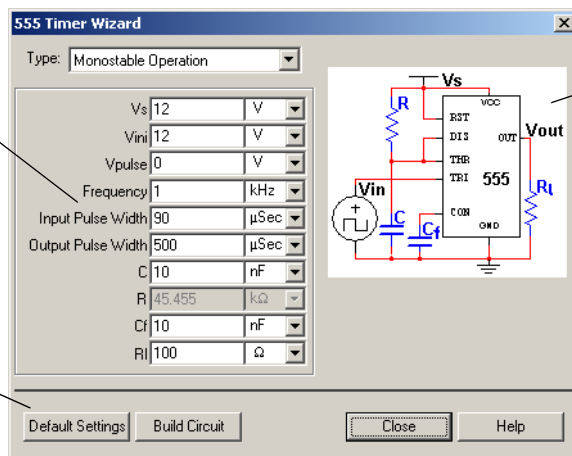 555 Timer Wizard
Type: Monostable Operation
Vs 12 V
Vini 12 V
Vpulse 0 V
Frequency 1 kHz
Input Pulse Width 90 µSec
Output Pulse Width 500 µSec
C 10 nF
R 45.455 kΩ
Cf 10 nF
Rl 100 Ω
Vs
R
VCC
RST
DIS
OUT
Vout
THR
Vin
TRI
555
Rl
C
Cf
CON
GND
Default Settings
Build Circuit
Close
Help